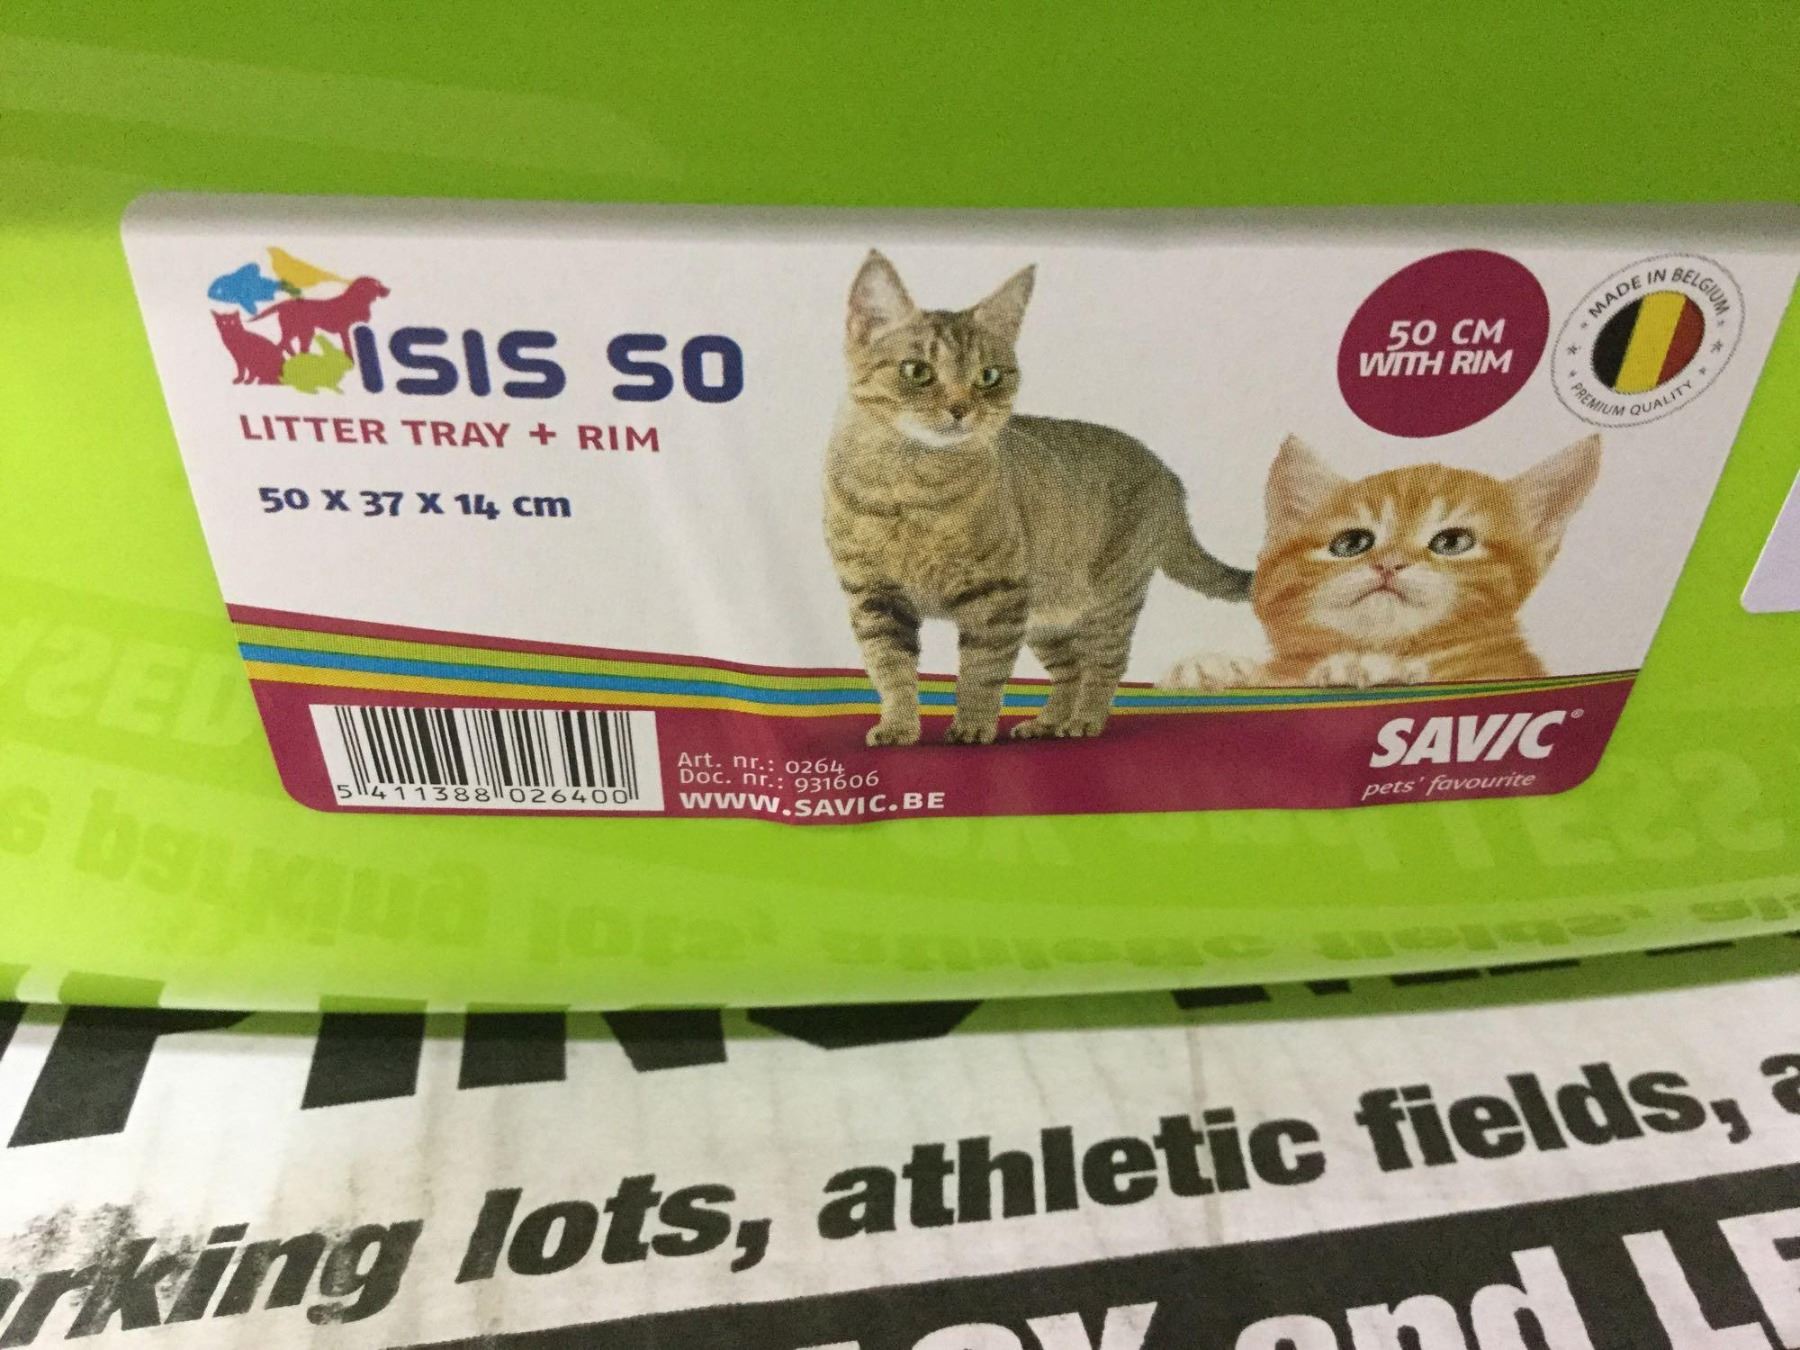 ISIS 50
LITTER TRAY + RIM
50 X 37 X 14 cm
50 CM
WITH RIM
MADE IN BELGIUM
PREMIUM QUALITY
5 411388 026400
Art. nr.: 0264
Doc. nr.: 931606
WWW.SAVIC.BE
SAVIC®
pets' favourite
lots, athletic fields,
and